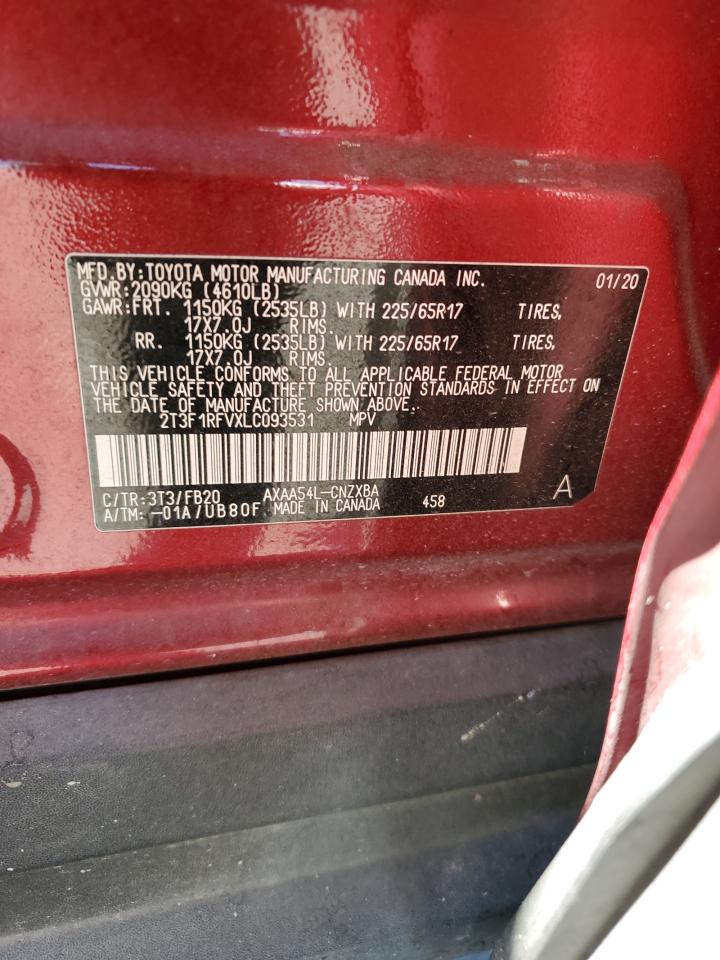 MFD.BY:TOYOTA MOTOR MANUFACTURING CANADA INC. 01/20
GVWR:2090KG (4610LB)
GAWR:FRT. 1150KG (2535LB) WITH 225/65R17 TIRES,
17X7.0J RIMS.
RR. 1150KG (2535LB) WITH 225/65R17 TIRES,
17X7.0J RIMS.
THIS VEHICLE CONFORMS TO ALL APPLICABLE FEDERAL MOTOR
VEHICLE SAFETY AND THEFT PREVENTION STANDARDS IN EFFECT ON
THE DATE OF MANUFACTURE SHOWN ABOVE.
2T3F1RFVXLC093531 MPV
C/TR:3T3/FB20 AXAA54L-CNZXBA A
A/TM:-01A/UB80F MADE IN CANADA 458